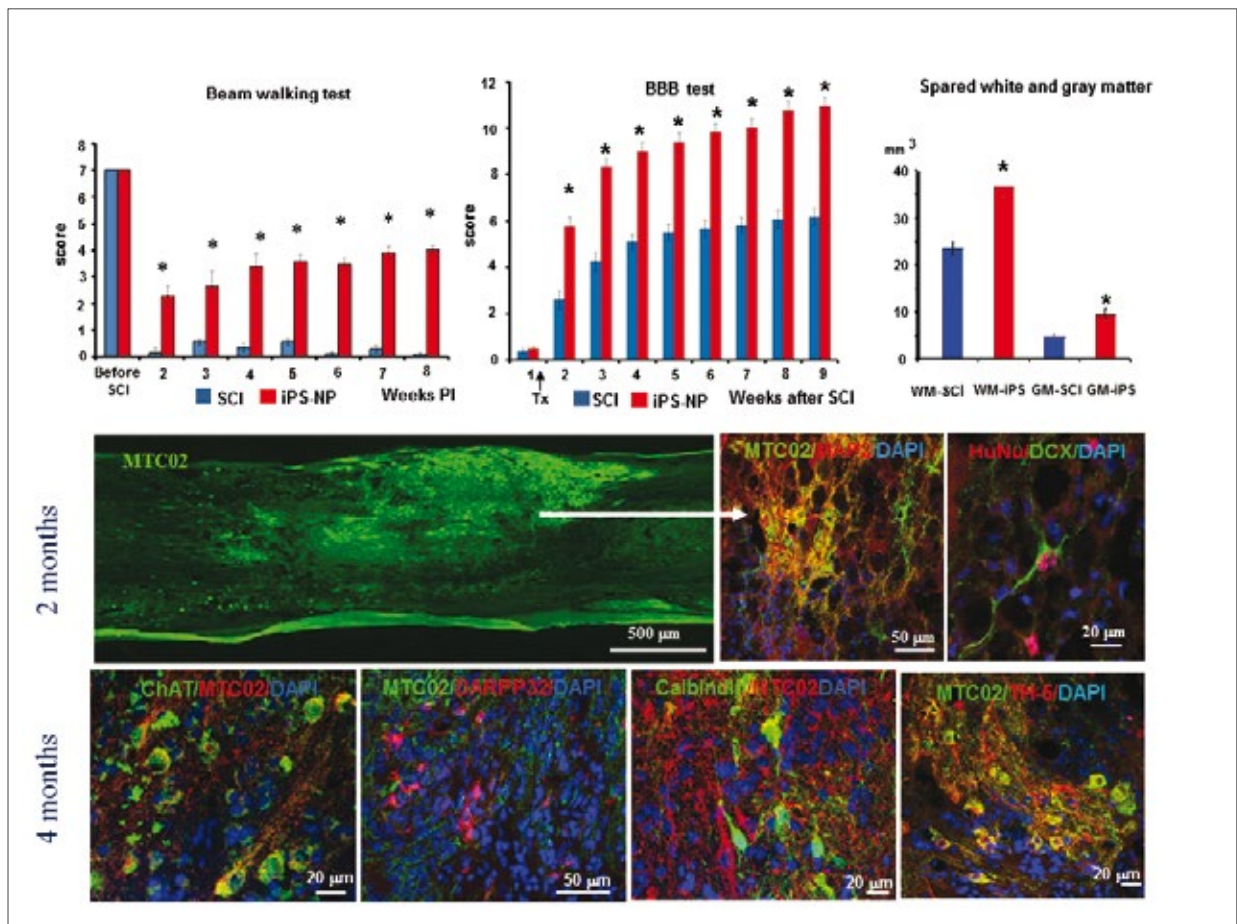 Beam walking test
score
8
7
6
5
4
3
2
1
0
* * * * * * *
Before SCI 2 3 4 5 6 7 8
SCI iPS-NP Weeks PI
BBB test
score
12
10
8
6
4
2
0
* * * * * * * *
1 2 3 4 5 6 7 8 9
Tx
SCI iPS-NP Weeks after SCI
Spared white and gray matter
mm 3
40
30
20
10
0
* *
WM-SCI WM-iPS GM-SCI GM-iPS
2 months
MTC02
500 µm
MTC02/ /DAPI
50 µm
HuNo/DCX/DAPI
20 µm
4 months
ChAT/MTC02/DAPI
20 µm
MTC02/DARPP32/DAPI
50 µm
Calbindin/MTC02DAPI
20 µm
MTC02/ /DAPI
20 µm